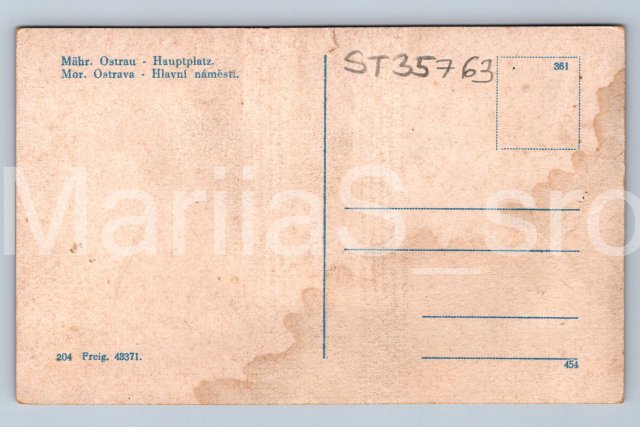 Mähr. Ostrau - Hauptplatz.
Mor. Ostrava - Hlavní náměstí.
ST35763
361
MariiaS_sro
204 Freig. 43371.
454